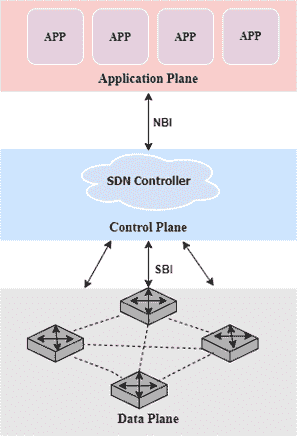 APP APP APP APP
Application Plane
NBI
SDN Controller
Control Plane
SBI
Data Plane